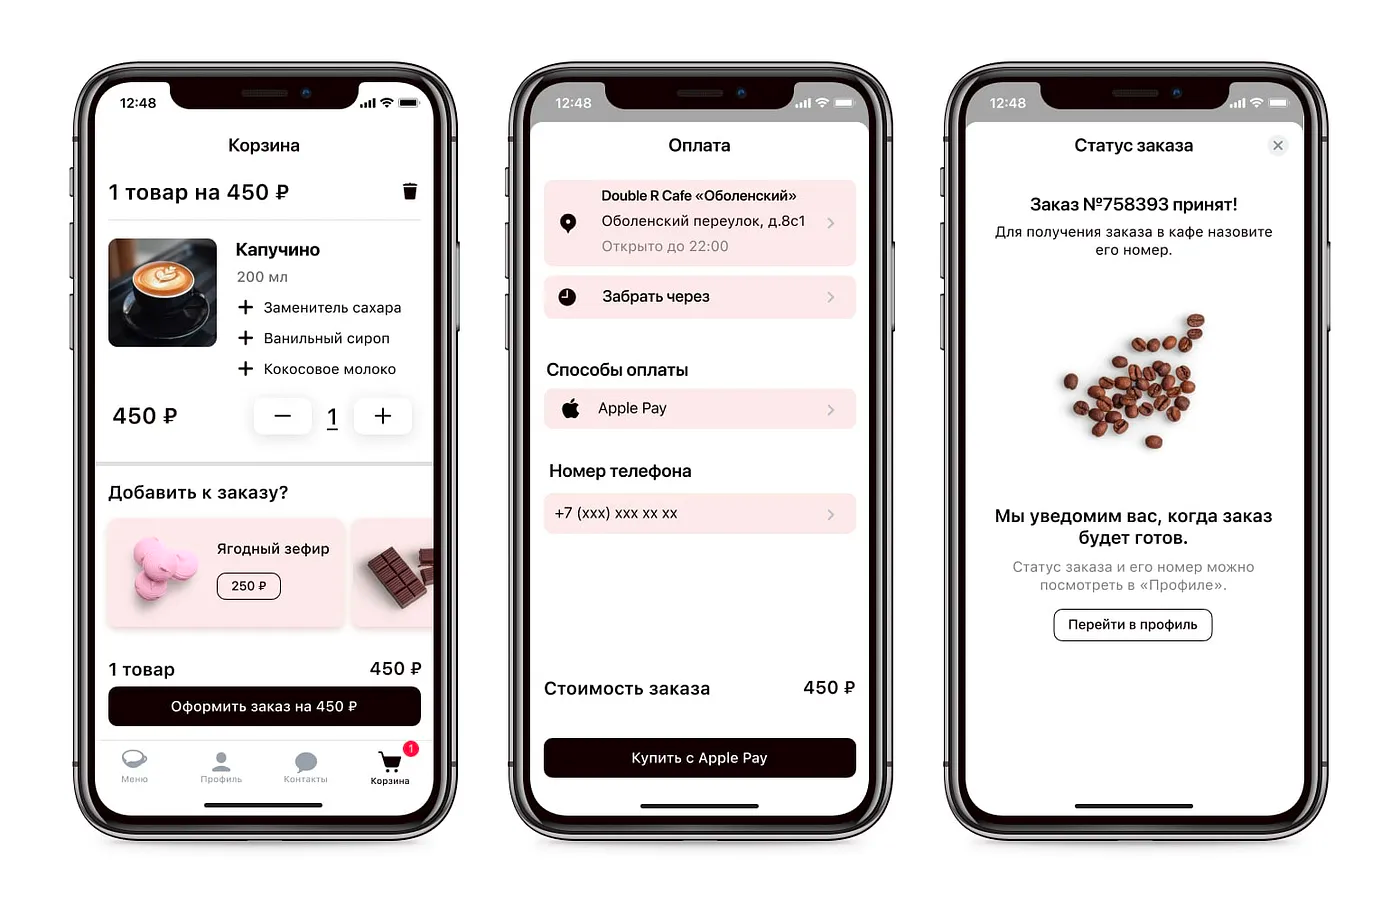 12:48
Корзина
1 товар на 450 ₽
Капучино
200 мл
+ Заменитель сахара
+ Ванильный сироп
+ Кокосовое молоко
450 ₽
− 1 +
Добавить к заказу?
Ягодный зефир
250 ₽
1 товар 450 ₽
Оформить заказ на 450 ₽
1
Меню Профиль Контакты Корзина
12:48
Оплата
Double R Cafe «Оболенский»
Оболенский переулок, д.8с1
Открыто до 22:00
Забрать через
Способы оплаты
Apple Pay
Номер телефона
+7 (xxx) xxx xx xx
Стоимость заказа 450 ₽
Купить с Apple Pay
12:48
Статус заказа
Заказ №758393 принят!
Для получения заказа в кафе назовите
его номер.
Мы уведомим вас, когда заказ
будет готов.
Статус заказа и его номер можно
посмотреть в «Профиле».
Перейти в профиль